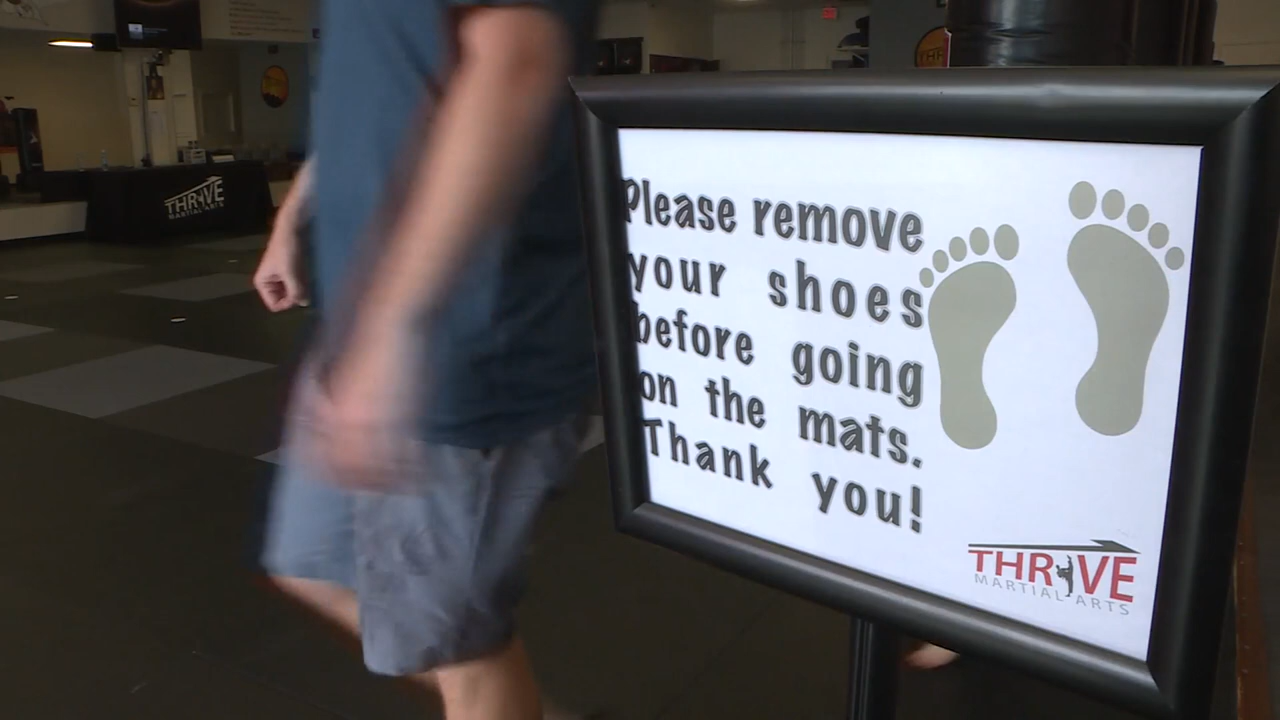 Please remove
your shoes
before going
on the mats.
Thank you!
THRIVE
MARTIAL ARTS
THRIVE
MARTIAL ARTS